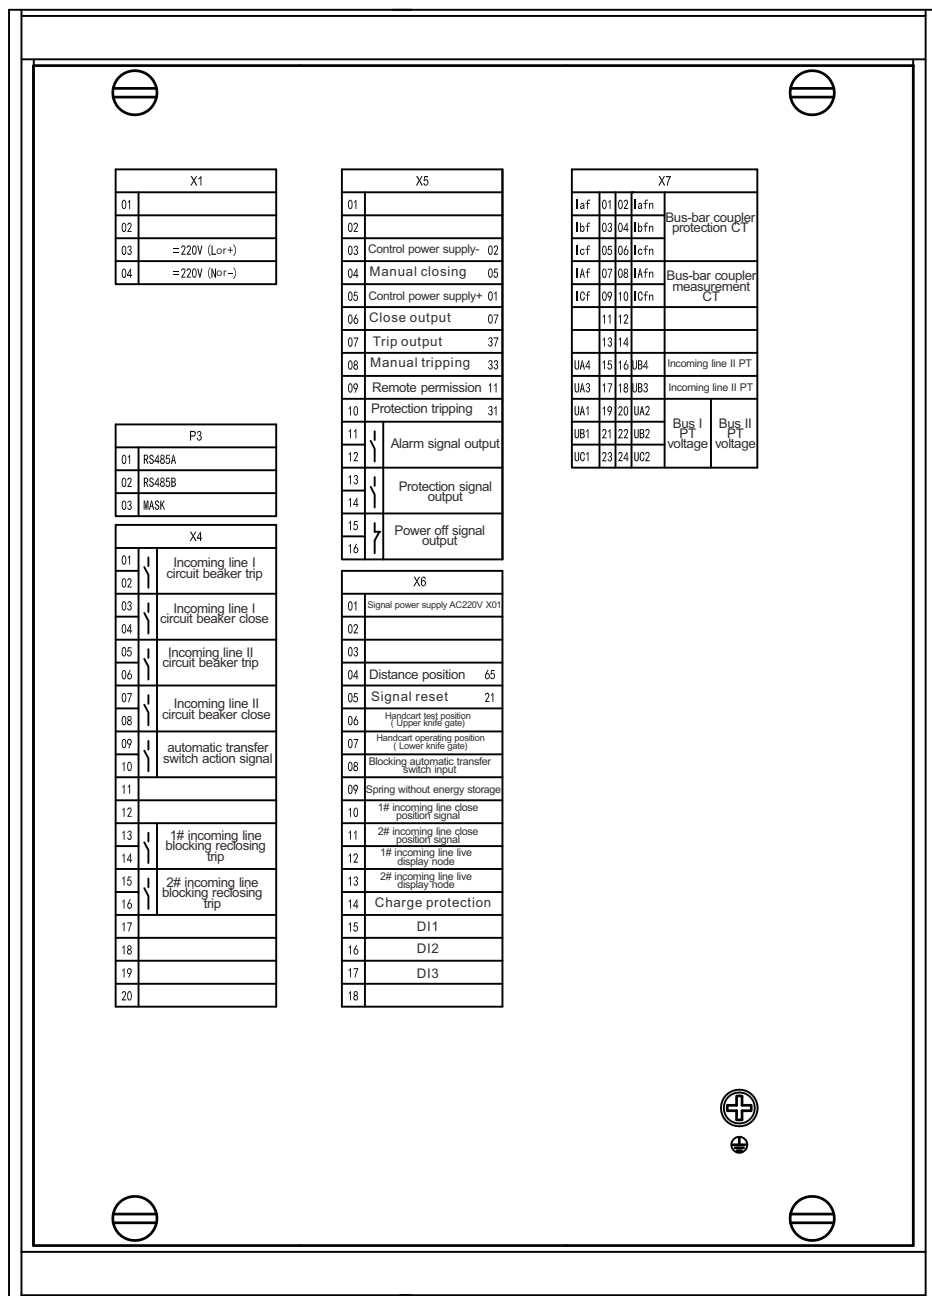 X1
01
02
03 =220V (Lor+)
04 =220V (Nor-)
P3
01 RS485A
02 RS485B
03 MASK
X4
01 Incoming line I
02 circuit beaker trip
03 Incoming line I
04 circuit beaker close
05 Incoming line II
06 circuit beaker trip
07 Incoming line II
08 circuit beaker close
09 automatic transfer
10 switch action signal
11
12
13 1# incoming line
blocking reclosing
14 trip
15 2# incoming line
blocking reclosing
16 trip
17
18
19
20
X5
01
02
03 Control power supply- 02
04 Manual closing 05
05 Control power supply+ 01
06 Close output 07
07 Trip output 37
08 Manual tripping 33
09 Remote permission 11
10 Protection tripping 31
11
Alarm signal output
12
13 Protection signal
14 output
15 Power off signal
16 output
X6
01 Signal power supply AC220V X01
02
03
04 Distance position 65
05 Signal reset 21
06 Handcart test position
( Upper knife gate)
07 Handcart operating position
( Lower knife gate)
08 Blocking automatic transfer
switch input
09 Spring without energy storage
10 1# incoming line close
position signal
11 2# incoming line close
position signal
12 1# incoming line live
display node
13 2# incoming line live
display node
14 Charge protection
15 DI1
16 DI2
17 DI3
18
X7
Iaf 01 02 Iafn
Ibf 03 04 Ibfn
Icf 05 06 Icfn
Bus-bar coupler
protection CT
IAf 07 08 IAfn
ICf 09 10 ICfn
Bus-bar coupler
measurement
CT
11 12
13 14
UA4 15 16 UB4 Incoming line II PT
UA3 17 18 UB3 Incoming line II PT
UA1 19 20 UA2
UB1 21 22 UB2
UC1 23 24 UC2
Bus I Bus II
PT PT
voltage voltage